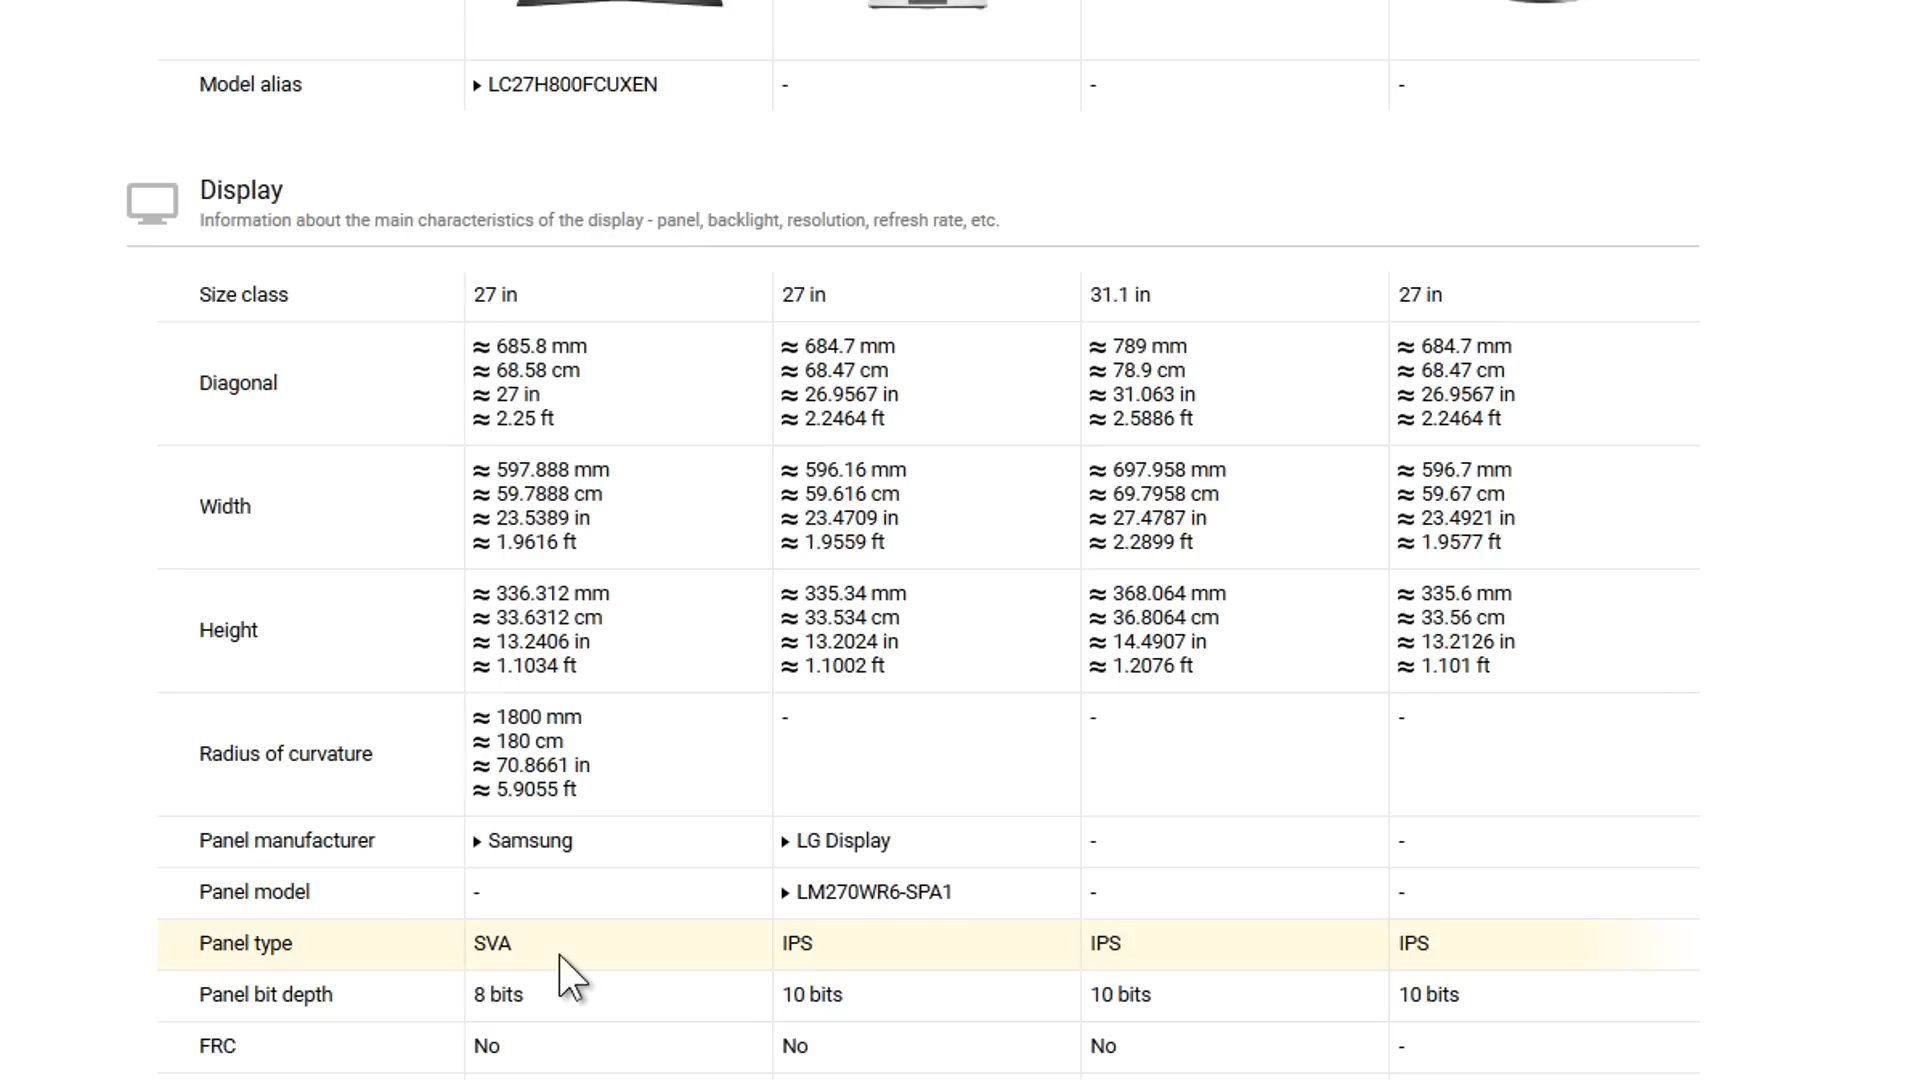 Model alias LC27H800FCUXEN - - -
Display
Information about the main characteristics of the display - panel, backlight, resolution, refresh rate, etc.
Size class 27 in 27 in 31.1 in 27 in
≈ 685.8 mm ≈ 684.7 mm ≈ 789 mm ≈ 684.7 mm
≈ 68.58 cm ≈ 68.47 cm ≈ 78.9 cm ≈ 68.47 cm
Diagonal
≈ 27 in ≈ 26.9567 in ≈ 31.063 in ≈ 26.9567 in
≈ 2.25 ft ≈ 2.2464 ft ≈ 2.5886 ft ≈ 2.2464 ft
≈ 597.888 mm ≈ 596.16 mm ≈ 697.958 mm ≈ 596.7 mm
≈ 59.7888 cm ≈ 59.616 cm ≈ 69.7958 cm ≈ 59.67 cm
Width
≈ 23.5389 in ≈ 23.4709 in ≈ 27.4787 in ≈ 23.4921 in
≈ 1.9616 ft ≈ 1.9559 ft ≈ 2.2899 ft ≈ 1.9577 ft
≈ 336.312 mm ≈ 335.34 mm ≈ 368.064 mm ≈ 335.6 mm
≈ 33.6312 cm ≈ 33.534 cm ≈ 36.8064 cm ≈ 33.56 cm
Height
≈ 13.2406 in ≈ 13.2024 in ≈ 14.4907 in ≈ 13.2126 in
≈ 1.1034 ft ≈ 1.1002 ft ≈ 1.2076 ft ≈ 1.101 ft
≈ 1800 mm - - -
≈ 180 cm
Radius of curvature
≈ 70.8661 in
≈ 5.9055 ft
Panel manufacturer Samsung LG Display - -
Panel model - LM270WR6-SPA1 - -
Panel type SVA IPS IPS IPS
Panel bit depth 8 bits 10 bits 10 bits 10 bits
FRC No No No -